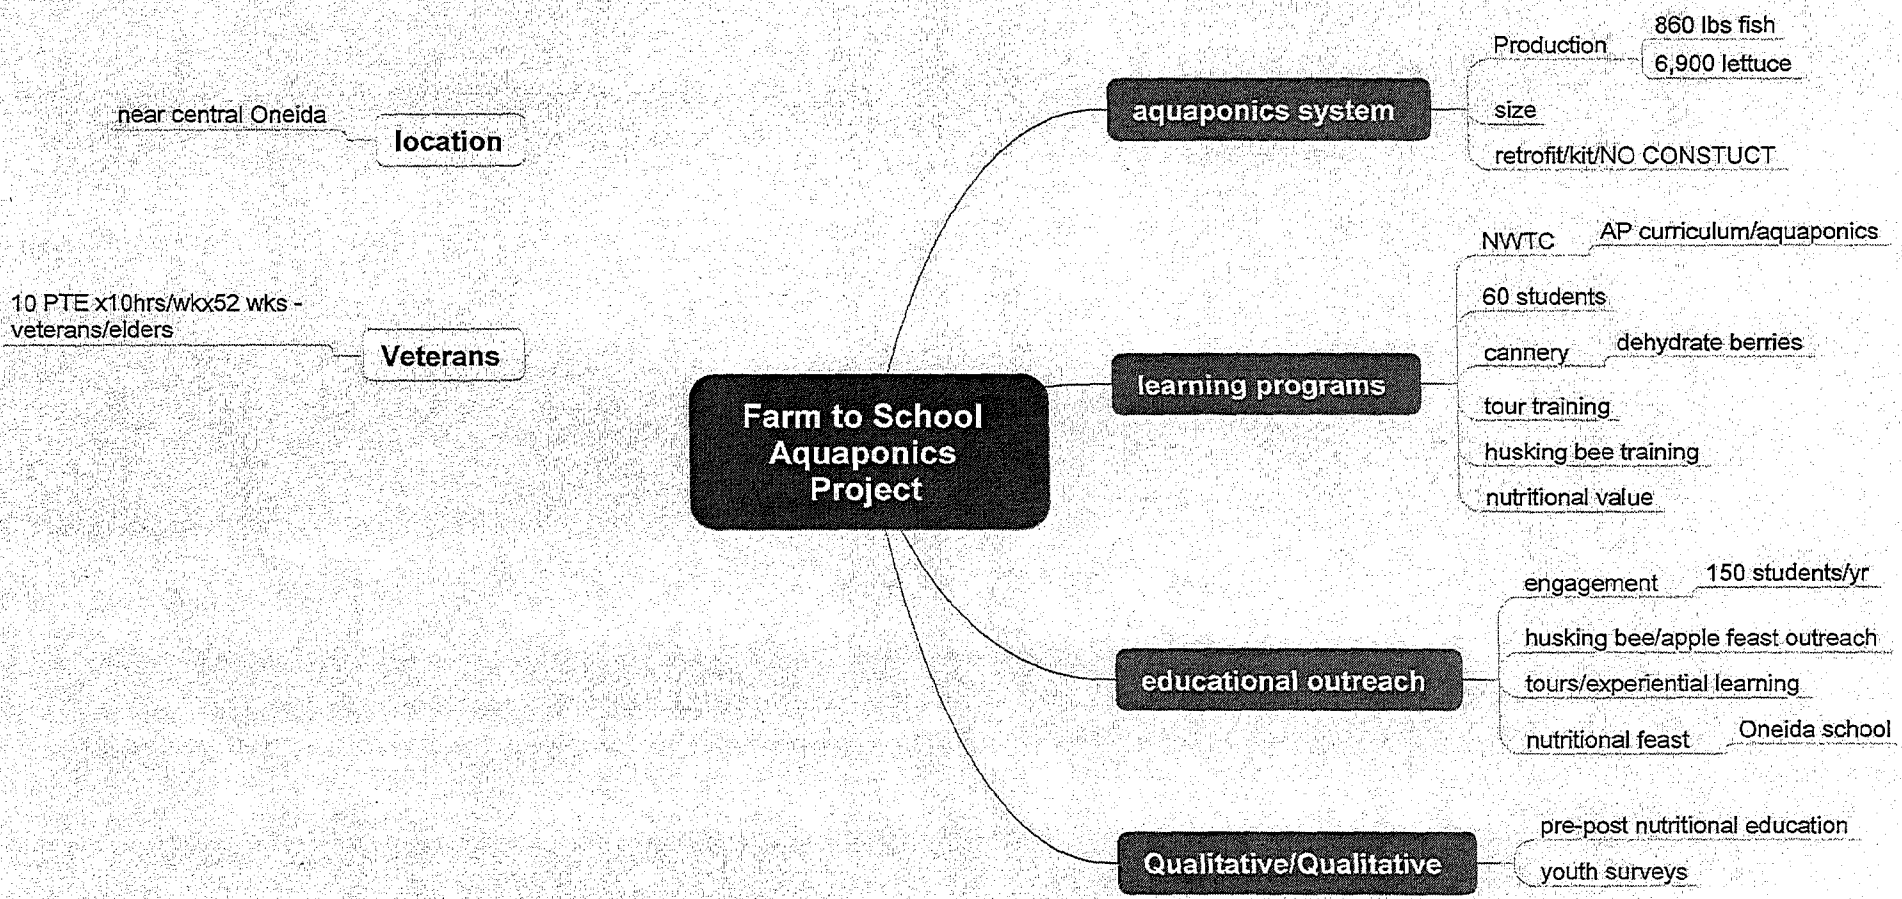 near central Oneida
location
10 PTE x10hrs/wkx52 wks -
veterans/elders
Veterans
Farm to School
Aquaponics
Project
aquaponics system
Production
860 lbs fish
6,900 lettuce
size
retrofit/kit/NO CONSTUCT
learning programs
NWTC
AP curriculum/aquaponics
60 students
cannery
dehydrate berries
tour training
husking bee training
nutritional value
educational outreach
engagement
150 students/yr
husking bee/apple feast outreach
tours/experiential learning
nutritional feast
Oneida school
Qualitative/Qualitative
pre-post nutritional education
youth surveys